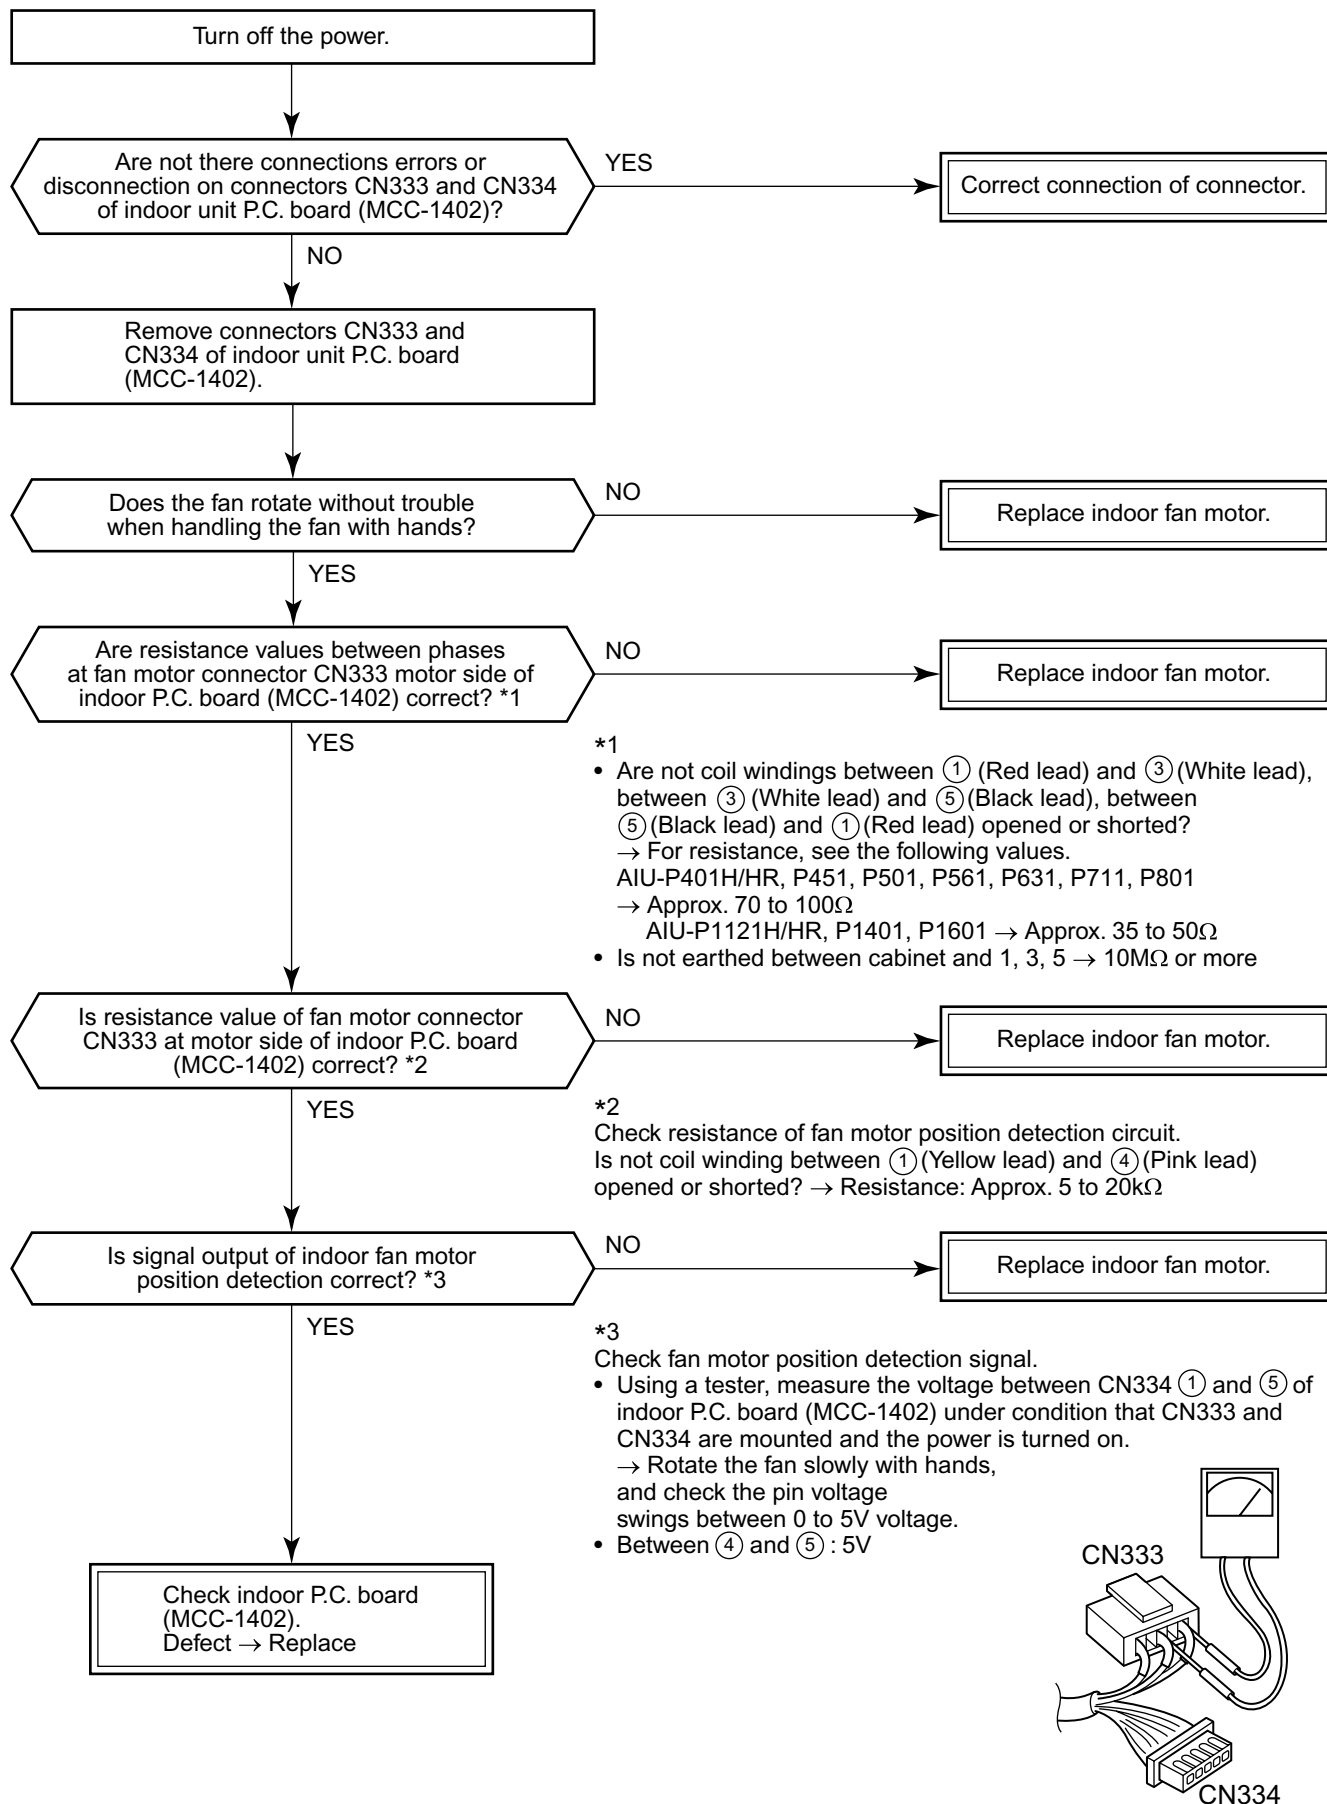 Turn off the power.
Are not there connections errors or
disconnection on connectors CN333 and CN334
of indoor unit P.C. board (MCC-1402)?
YES
Correct connection of connector.
NO
Remove connectors CN333 and
CN334 of indoor unit P.C. board
(MCC-1402).
Does the fan rotate without trouble
when handling the fan with hands?
NO
Replace indoor fan motor.
YES
Are resistance values between phases
at fan motor connector CN333 motor side of
indoor P.C. board (MCC-1402) correct? *1
NO
Replace indoor fan motor.
YES
*1
• Are not coil windings between ① (Red lead) and ③ (White lead),
between ③ (White lead) and ⑤ (Black lead), between
⑤ (Black lead) and ① (Red lead) opened or shorted?
→ For resistance, see the following values.
AIU-P401H/HR, P451, P501, P561, P631, P711, P801
→ Approx. 70 to 100Ω
AIU-P1121H/HR, P1401, P1601 → Approx. 35 to 50Ω
• Is not earthed between cabinet and 1, 3, 5 → 10MΩ or more
Is resistance value of fan motor connector
CN333 at motor side of indoor P.C. board
(MCC-1402) correct? *2
NO
Replace indoor fan motor.
YES
*2
Check resistance of fan motor position detection circuit.
Is not coil winding between ① (Yellow lead) and ④ (Pink lead)
opened or shorted? → Resistance: Approx. 5 to 20kΩ
Is signal output of indoor fan motor
position detection correct? *3
NO
Replace indoor fan motor.
YES
*3
Check fan motor position detection signal.
• Using a tester, measure the voltage between CN334 ① and ⑤ of
indoor P.C. board (MCC-1402) under condition that CN333 and
CN334 are mounted and the power is turned on.
→ Rotate the fan slowly with hands,
and check the pin voltage
swings between 0 to 5V voltage.
• Between ④ and ⑤ : 5V
Check indoor P.C. board
(MCC-1402).
Defect → Replace
CN333
CN334